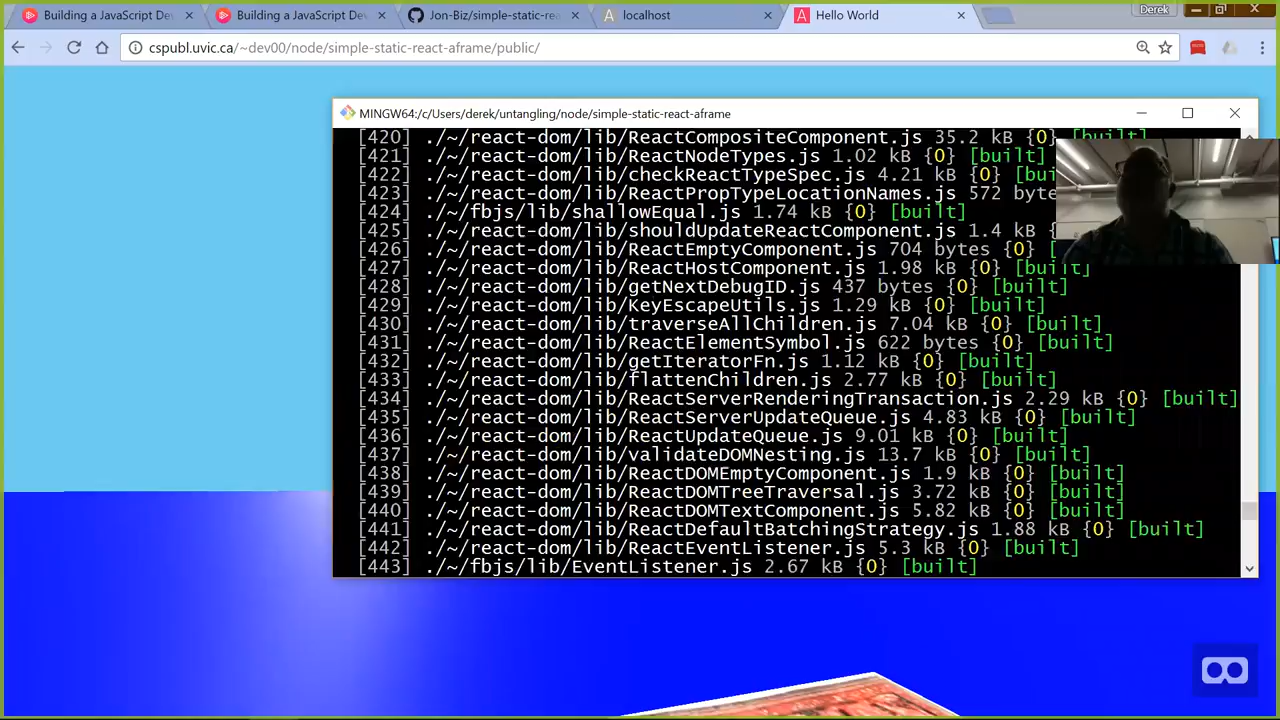 Building a JavaScript De
Building a JavaScript De
Jon-Biz/simple-static-rea
localhost
Hello World
Derek
cspubl.uvic.ca/~dev00/node/simple-static-react-aframe/public/
MINGW64:/c/Users/derek/untangling/node/simple-static-react-aframe
[420] ./~/react-dom/lib/ReactCompositeComponent.js 35.2 kB {0} [built]
[421] ./~/react-dom/lib/ReactNodeTypes.js 1.02 kB {0} [built]
[422] ./~/react-dom/lib/checkReactTypeSpec.js 4.21 kB {0} [bui
[423] ./~/react-dom/lib/ReactPropTypeLocationNames.js 572 bytes
[424] ./~/fbjs/lib/shallowEqual.js 1.74 kB {0} [built]
[425] ./~/react-dom/lib/shouldUpdateReactComponent.js 1.4 kB {
[426] ./~/react-dom/lib/ReactEmptyComponent.js 704 bytes {0} [
[427] ./~/react-dom/lib/ReactHostComponent.js 1.98 kB {0} [built]
[428] ./~/react-dom/lib/getNextDebugID.js 437 bytes {0} [built]
[429] ./~/react-dom/lib/KeyEscapeUtils.js 1.29 kB {0} [built]
[430] ./~/react-dom/lib/traverseAllChildren.js 7.04 kB {0} [built]
[431] ./~/react-dom/lib/ReactElementSymbol.js 622 bytes {0} [built]
[432] ./~/react-dom/lib/getIteratorFn.js 1.12 kB {0} [built]
[433] ./~/react-dom/lib/flattenChildren.js 2.77 kB {0} [built]
[434] ./~/react-dom/lib/ReactServerRenderingTransaction.js 2.29 kB {0} [built]
[435] ./~/react-dom/lib/ReactServerUpdateQueue.js 4.83 kB {0} [built]
[436] ./~/react-dom/lib/ReactUpdateQueue.js 9.01 kB {0} [built]
[437] ./~/react-dom/lib/validateDOMNesting.js 13.7 kB {0} [built]
[438] ./~/react-dom/lib/ReactDOMEmptyComponent.js 1.9 kB {0} [built]
[439] ./~/react-dom/lib/ReactDOMTreeTraversal.js 3.72 kB {0} [built]
[440] ./~/react-dom/lib/ReactDOMTextComponent.js 5.82 kB {0} [built]
[441] ./~/react-dom/lib/ReactDefaultBatchingStrategy.js 1.88 kB {0} [built]
[442] ./~/react-dom/lib/ReactEventListener.js 5.3 kB {0} [built]
[443] ./~/fbjs/lib/EventListener.js 2.67 kB {0} [built]